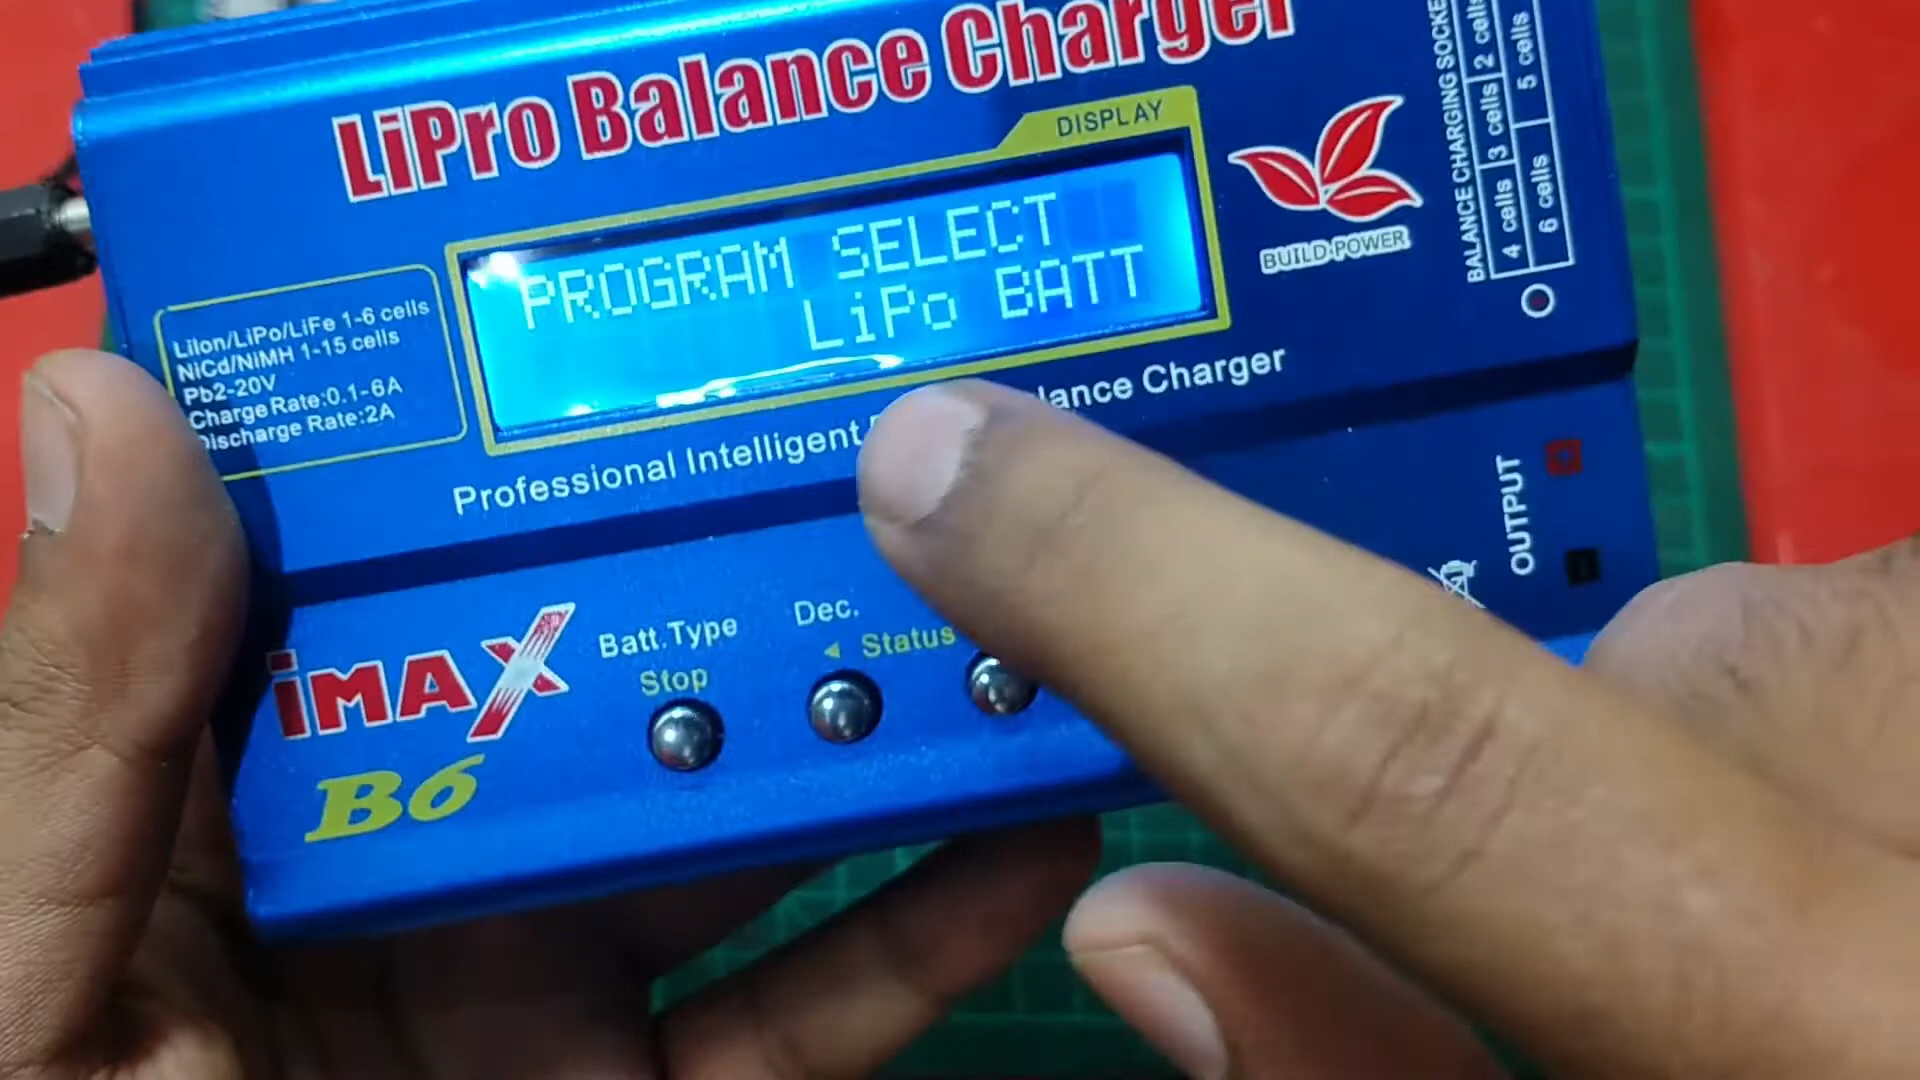 LiPro Balance Charger
DISPLAY
PROGRAM SELECT
LiPo BATT
BUILD-POWER
BALANCE CHARGING SOCKE
4 cells 3 cells 2 cells
6 cells 5 cells
LiIon/LiPo/LiFe 1-6 cells
NiCd/NiMH 1-15 cells
Pb2-20V
Charge Rate:0.1-6A
Discharge Rate:2A
Professional Intelligent
lance Charger
OUTPUT
+
-
iMAX
B6
Batt.Type
Stop
Dec.
◄ Status